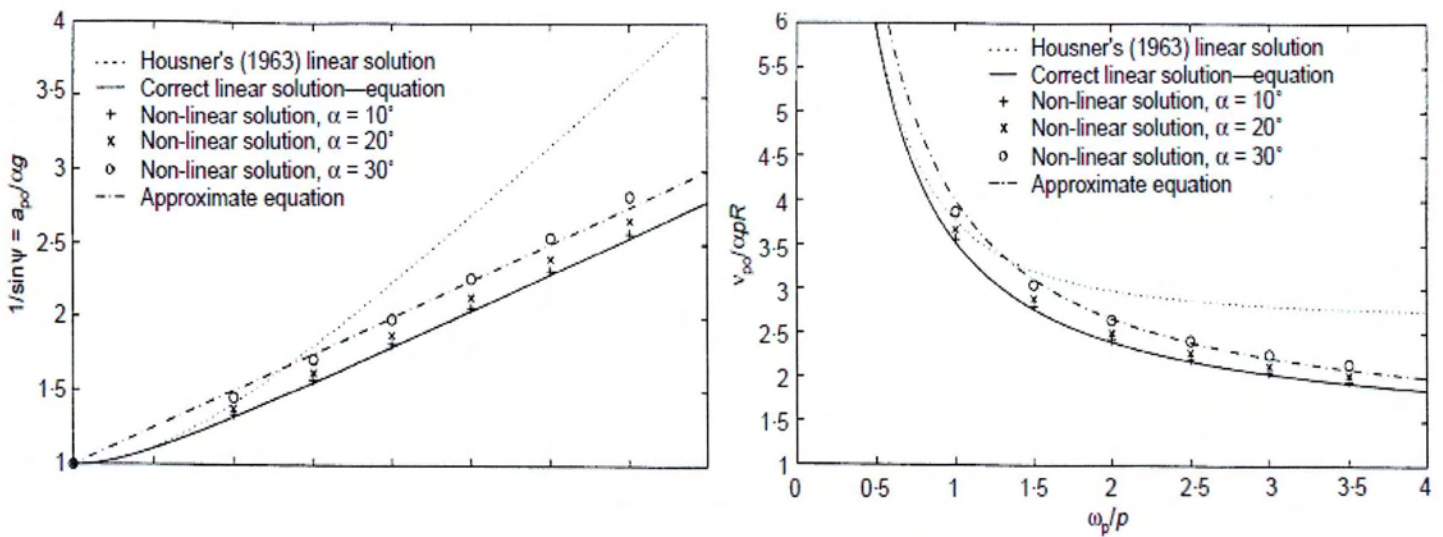 4
3·5
3
2·5
2
1·5
1
1/sinψ = a_po/αg
Housner's (1963) linear solution
Correct linear solution—equation
Non-linear solution, α = 10°
Non-linear solution, α = 20°
Non-linear solution, α = 30°
Approximate equation
6
5·5
5
4·5
4
3·5
3
2·5
2
1·5
1
v_po/αpR
Housner's (1963) linear solution
Correct linear solution—equation
Non-linear solution, α = 10°
Non-linear solution, α = 20°
Non-linear solution, α = 30°
Approximate equation
0 0·5 1 1·5 2 2·5 3 3·5 4
ω_p/p